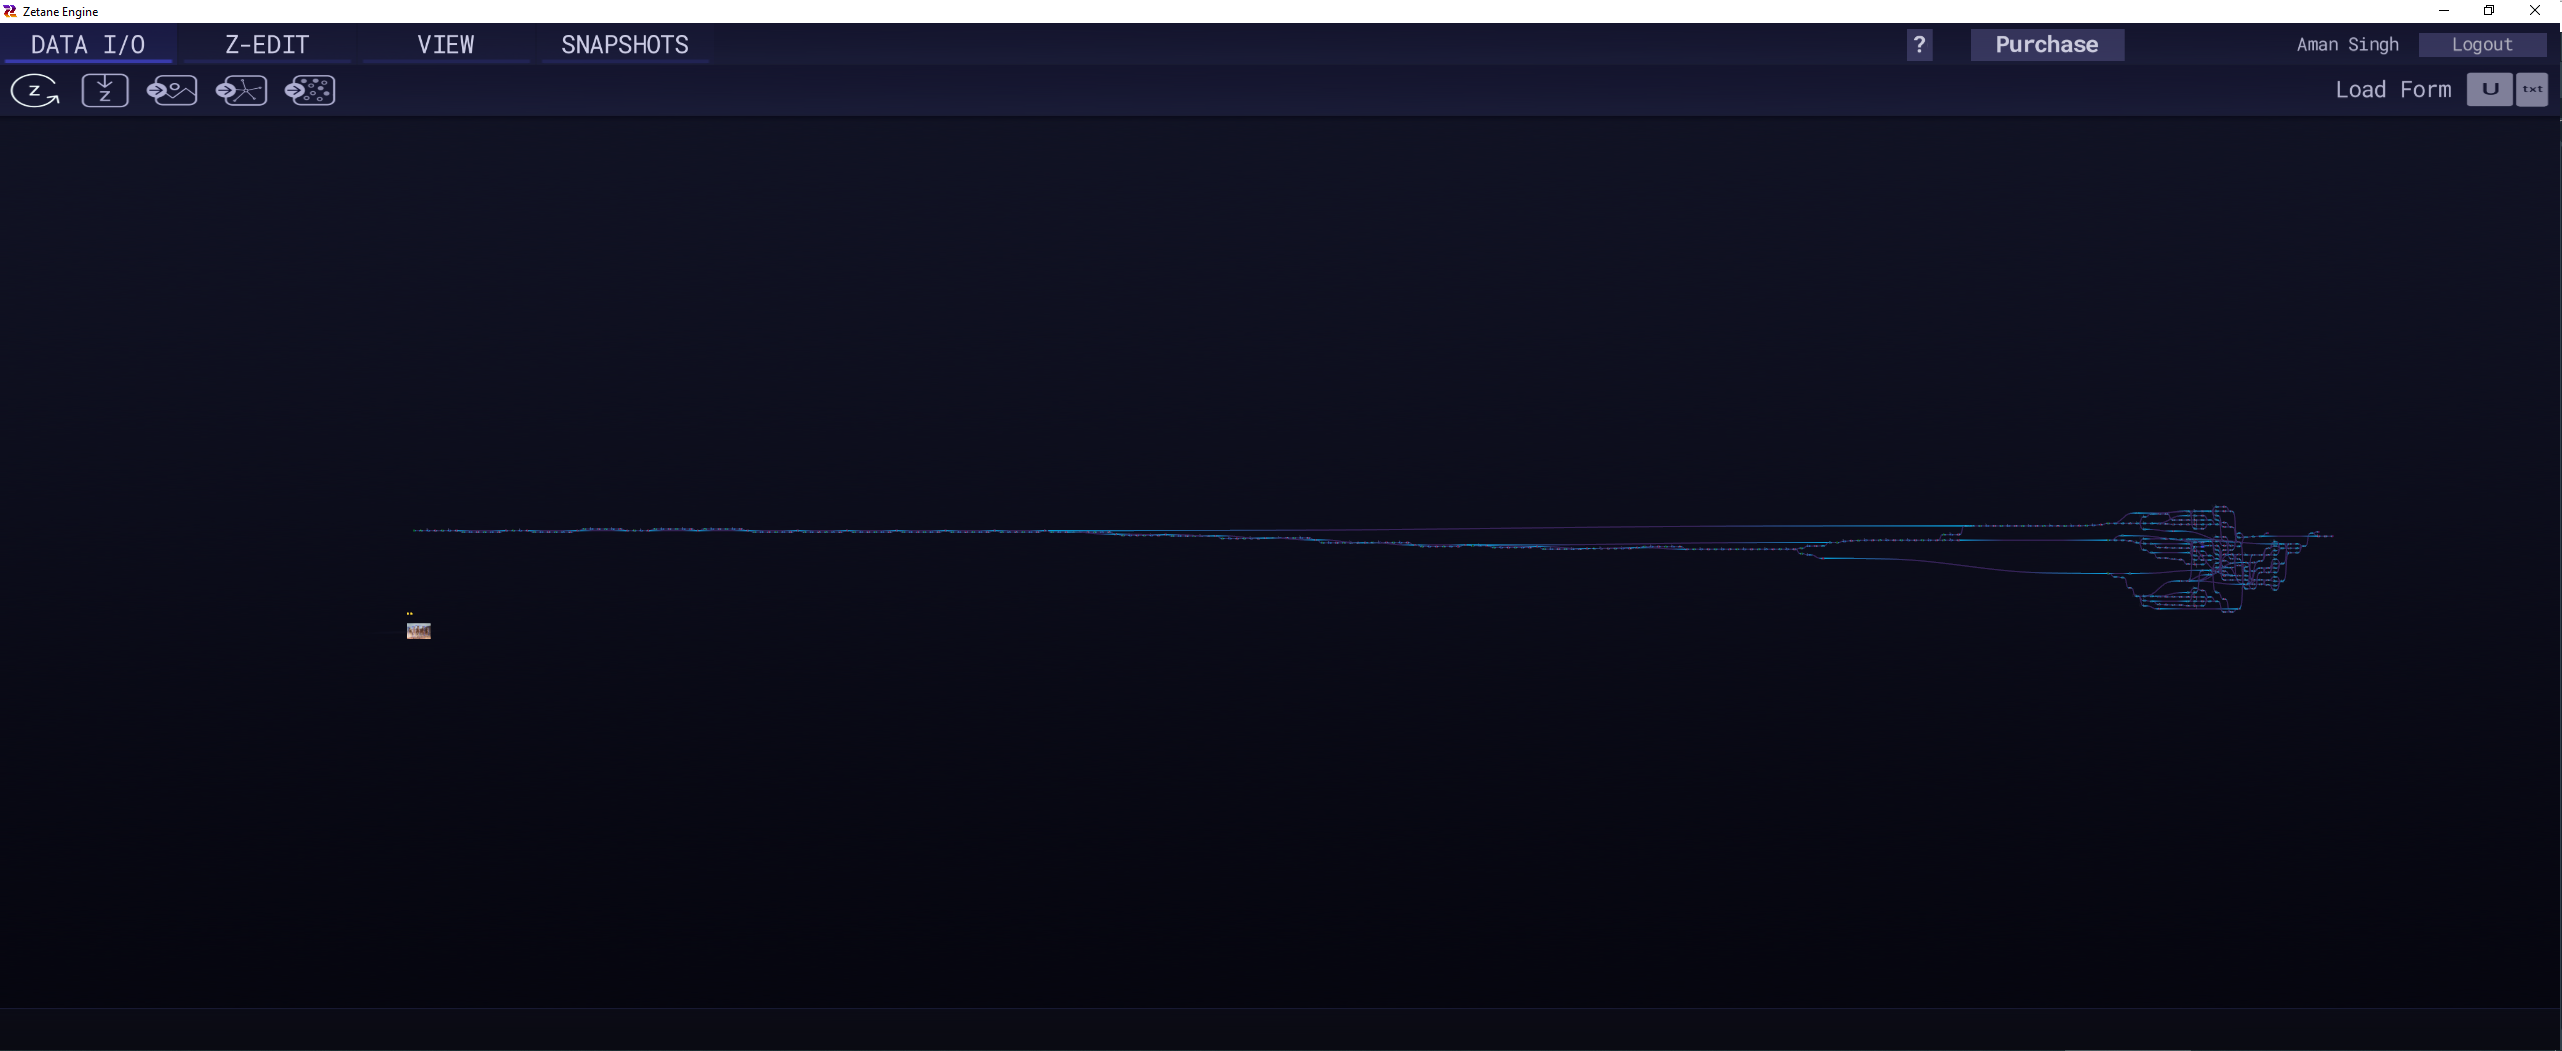 Zetane Engine
DATA I/O Z-EDIT VIEW SNAPSHOTS ? Purchase Aman Singh Logout
Z Z Load Form U txt